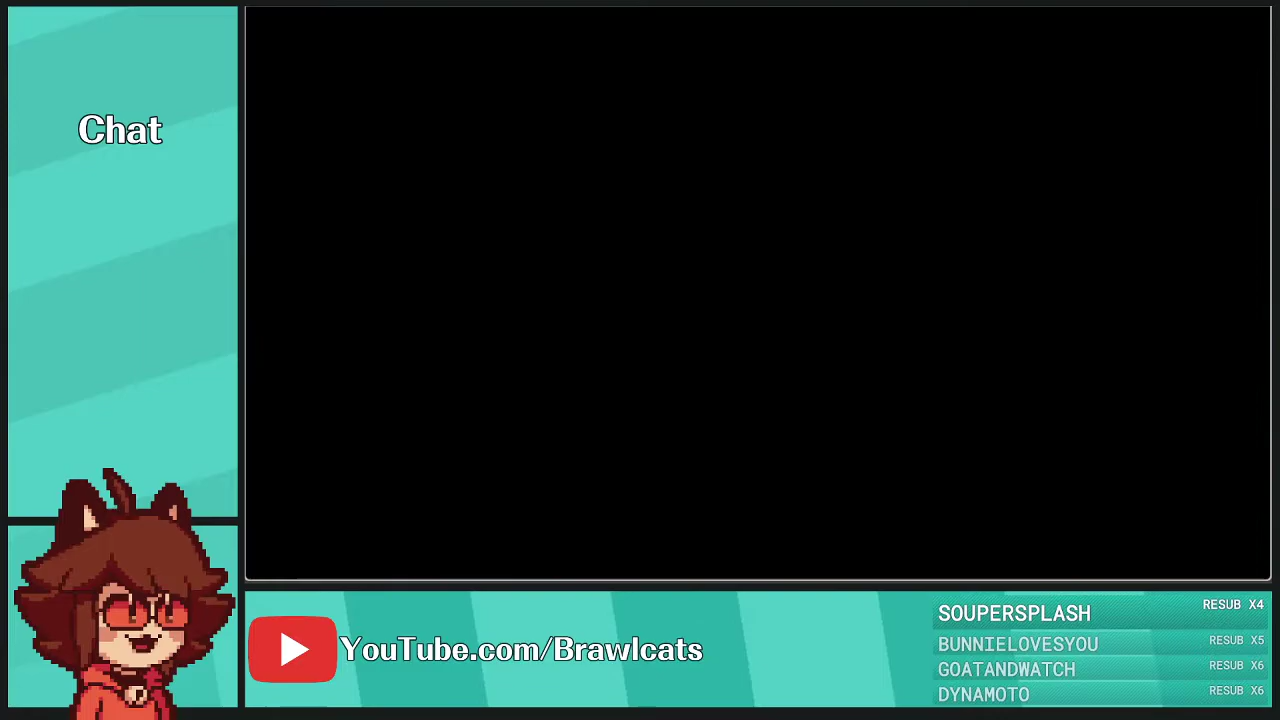 Chat
YouTube.com/Brawlcats
SOUPERSPLASH RESUB X4
BUNNIELOVESYOU RESUB X5
GOATANDWATCH RESUB X6
DYNAMOTO RESUB X6